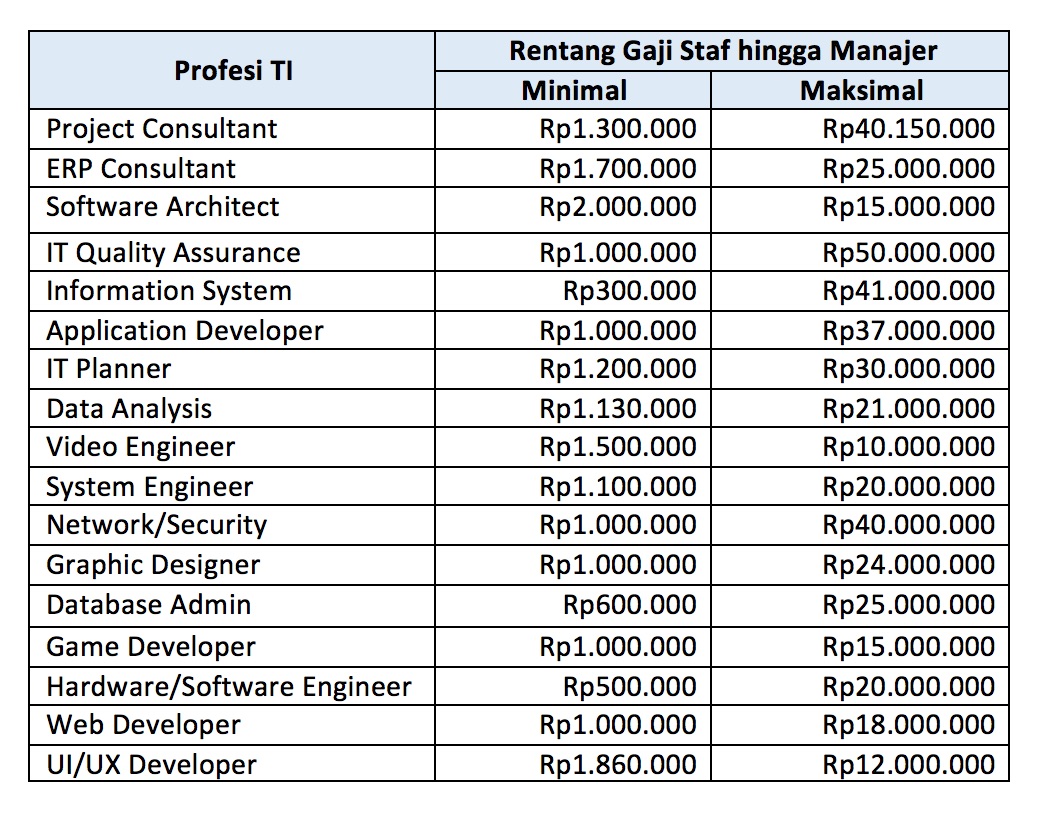 Profesi TI
Rentang Gaji Staf hingga Manajer
Minimal Maksimal
Project Consultant Rp1.300.000 Rp40.150.000
ERP Consultant Rp1.700.000 Rp25.000.000
Software Architect Rp2.000.000 Rp15.000.000
IT Quality Assurance Rp1.000.000 Rp50.000.000
Information System Rp300.000 Rp41.000.000
Application Developer Rp1.000.000 Rp37.000.000
IT Planner Rp1.200.000 Rp30.000.000
Data Analysis Rp1.130.000 Rp21.000.000
Video Engineer Rp1.500.000 Rp10.000.000
System Engineer Rp1.100.000 Rp20.000.000
Network/Security Rp1.000.000 Rp40.000.000
Graphic Designer Rp1.000.000 Rp24.000.000
Database Admin Rp600.000 Rp25.000.000
Game Developer Rp1.000.000 Rp15.000.000
Hardware/Software Engineer Rp500.000 Rp20.000.000
Web Developer Rp1.000.000 Rp18.000.000
UI/UX Developer Rp1.860.000 Rp12.000.000